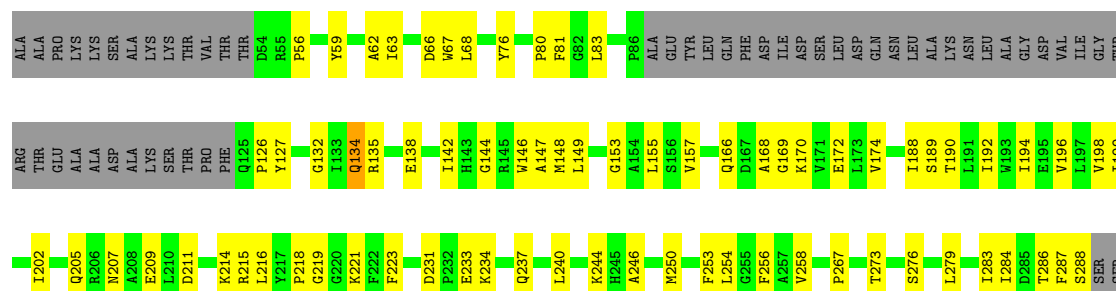 ALA ALA PRO LYS LYS SER ALA LYS LYS THR VAL THR THR D54 R55 P56 Y59 A62 I63 D66 W67 L68 Y76 P80 F81 G82 L83 P86 ALA GLU TYR LEU GLN PHE ASP ILE ASP SER LEU ASP GLN ASN LEU ALA LYS ASN LEU ALA GLY ASP VAL ILE GLY
ARG THR GLU ALA ALA ASP ALA LYS SER THR PRO PHE Q125 P126 Y127 G132 I133 Q134 R135 E138 I142 H143 G144 R145 W146 A147 M148 L149 G153 A154 L155 S156 V157 Q166 D167 A168 G169 K170 V171 E172 L173 V174 I188 S189 T190 L191 I192 W193 I194 E195 V196 L197 V198
I202 Q205 R206 N207 A208 E209 L210 D211 K214 R215 L216 Y217 P218 G219 G220 K221 F222 F223 D231 P232 E233 K234 Q237 L240 K244 H245 A246 M250 F253 L254 G255 F256 A257 V258 P267 T273 S276 L279 I283 I284 D285 T286 F287 S288 SER